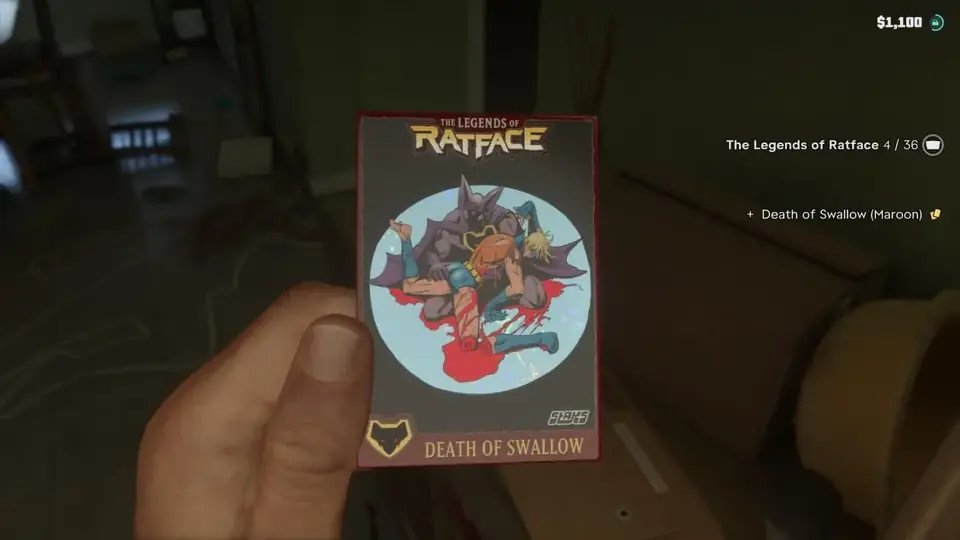 $1,100
THE LEGENDS OF
RATFACE
The Legends of Ratface 4 / 36
+ Death of Swallow (Maroon)
DEATH OF SWALLOW